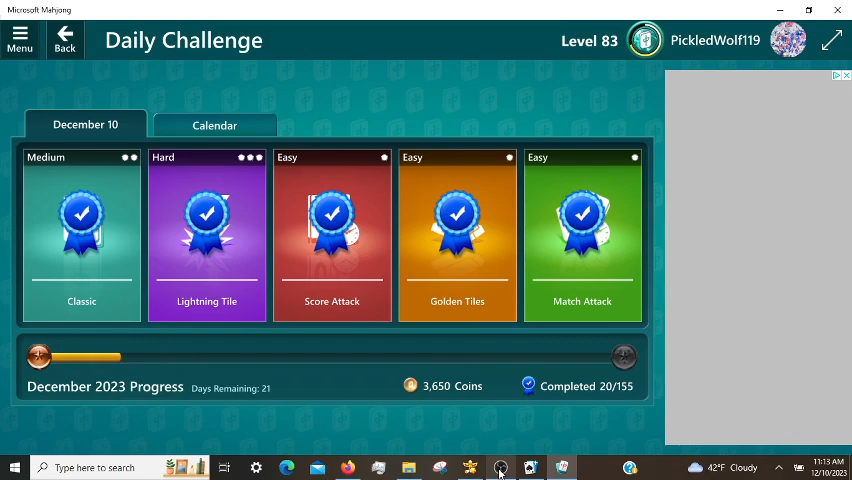 Microsoft Mahjong
Menu
Back
Daily Challenge
Level 83
PickledWolf119
December 10
Calendar
Medium
Hard
Easy
Easy
Easy
Classic
Lightning Tile
Score Attack
Golden Tiles
Match Attack
December 2023 Progress
Days Remaining: 21
3,650 Coins
Completed 20/155
Type here to search
42°F Cloudy
11:13 AM
12/10/2023